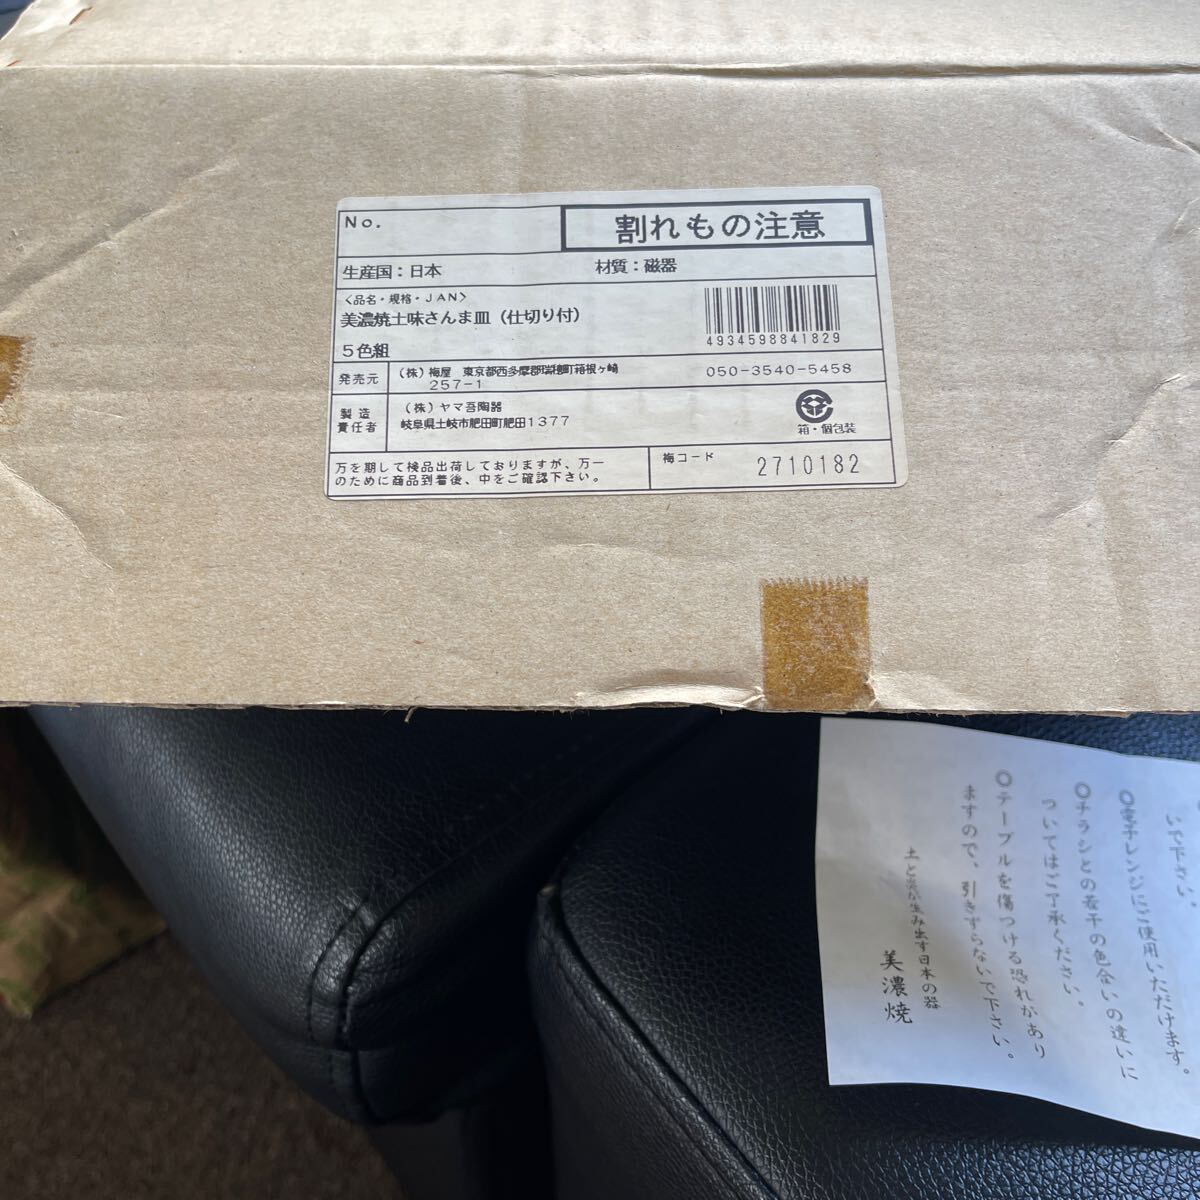 No.
割れもの注意
生産国:日本
材質:磁器
<品名・規格・JAN>
美濃焼土味さんま皿(仕切り付)
5色組
4934598841829
発売元
(株)梅屋 東京都西多摩郡瑞穂町箱根ヶ崎
257-1
050-3540-5458
製造
責任者
(株)ヤマ吾陶器
岐阜県土岐市肥田町肥田1377
箱・個包装
万を期して検品出荷しておりますが、万一
のために商品到着後、中をご確認下さい。
梅コード
2710182
いで下さい。
○電子レンジにご使用いただけます。
○チラシとの若干の色合いの違いに
ついてはご了承ください。
○テーブルを傷つける恐れがあり
ますので、引きずらないで下さい。
土と炎が生み出す日本の器
美濃焼